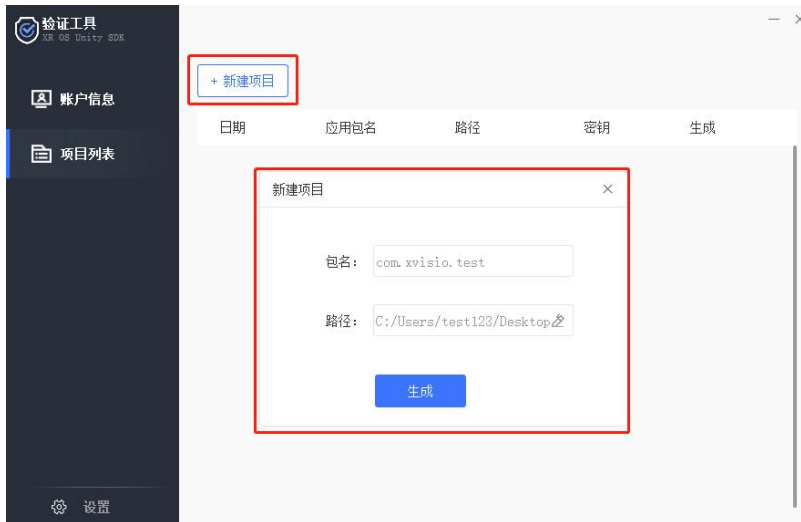 验证工具
XR OS Unity SDK
账户信息
项目列表
设置
+ 新建项目
日期 应用包名 路径 密钥 生成
新建项目
包名： com.xvisio.test
路径： C:/Users/test123/Desktop
生成